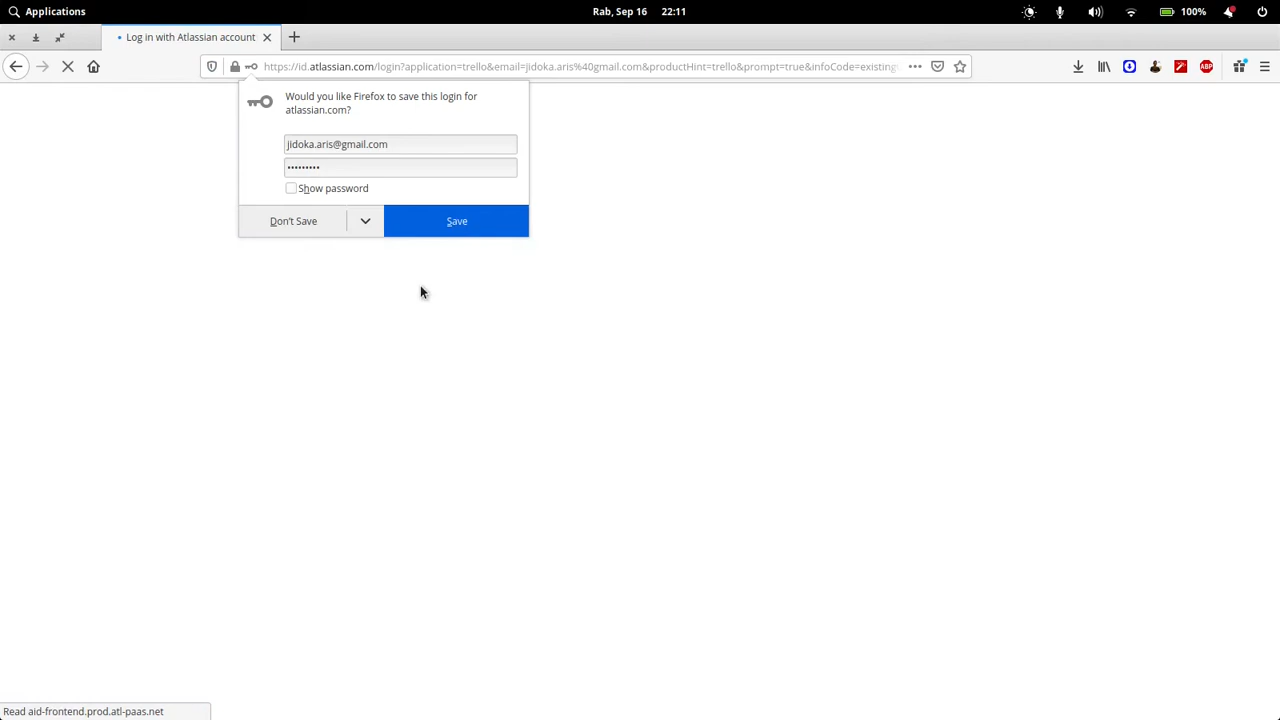 Applications
Rab, Sep 16 22:11
100%
Log in with Atlassian account
https://id.atlassian.com/login?application=trello&email=jidoka.aris%40gmail.com&productHint=trello&prompt=true&infoCode=existing
ABP
Would you like Firefox to save this login for
atlassian.com?
jidoka.aris@gmail.com
•••••••••
Show password
Don't Save
Save
Read aid-frontend.prod.atl-paas.net